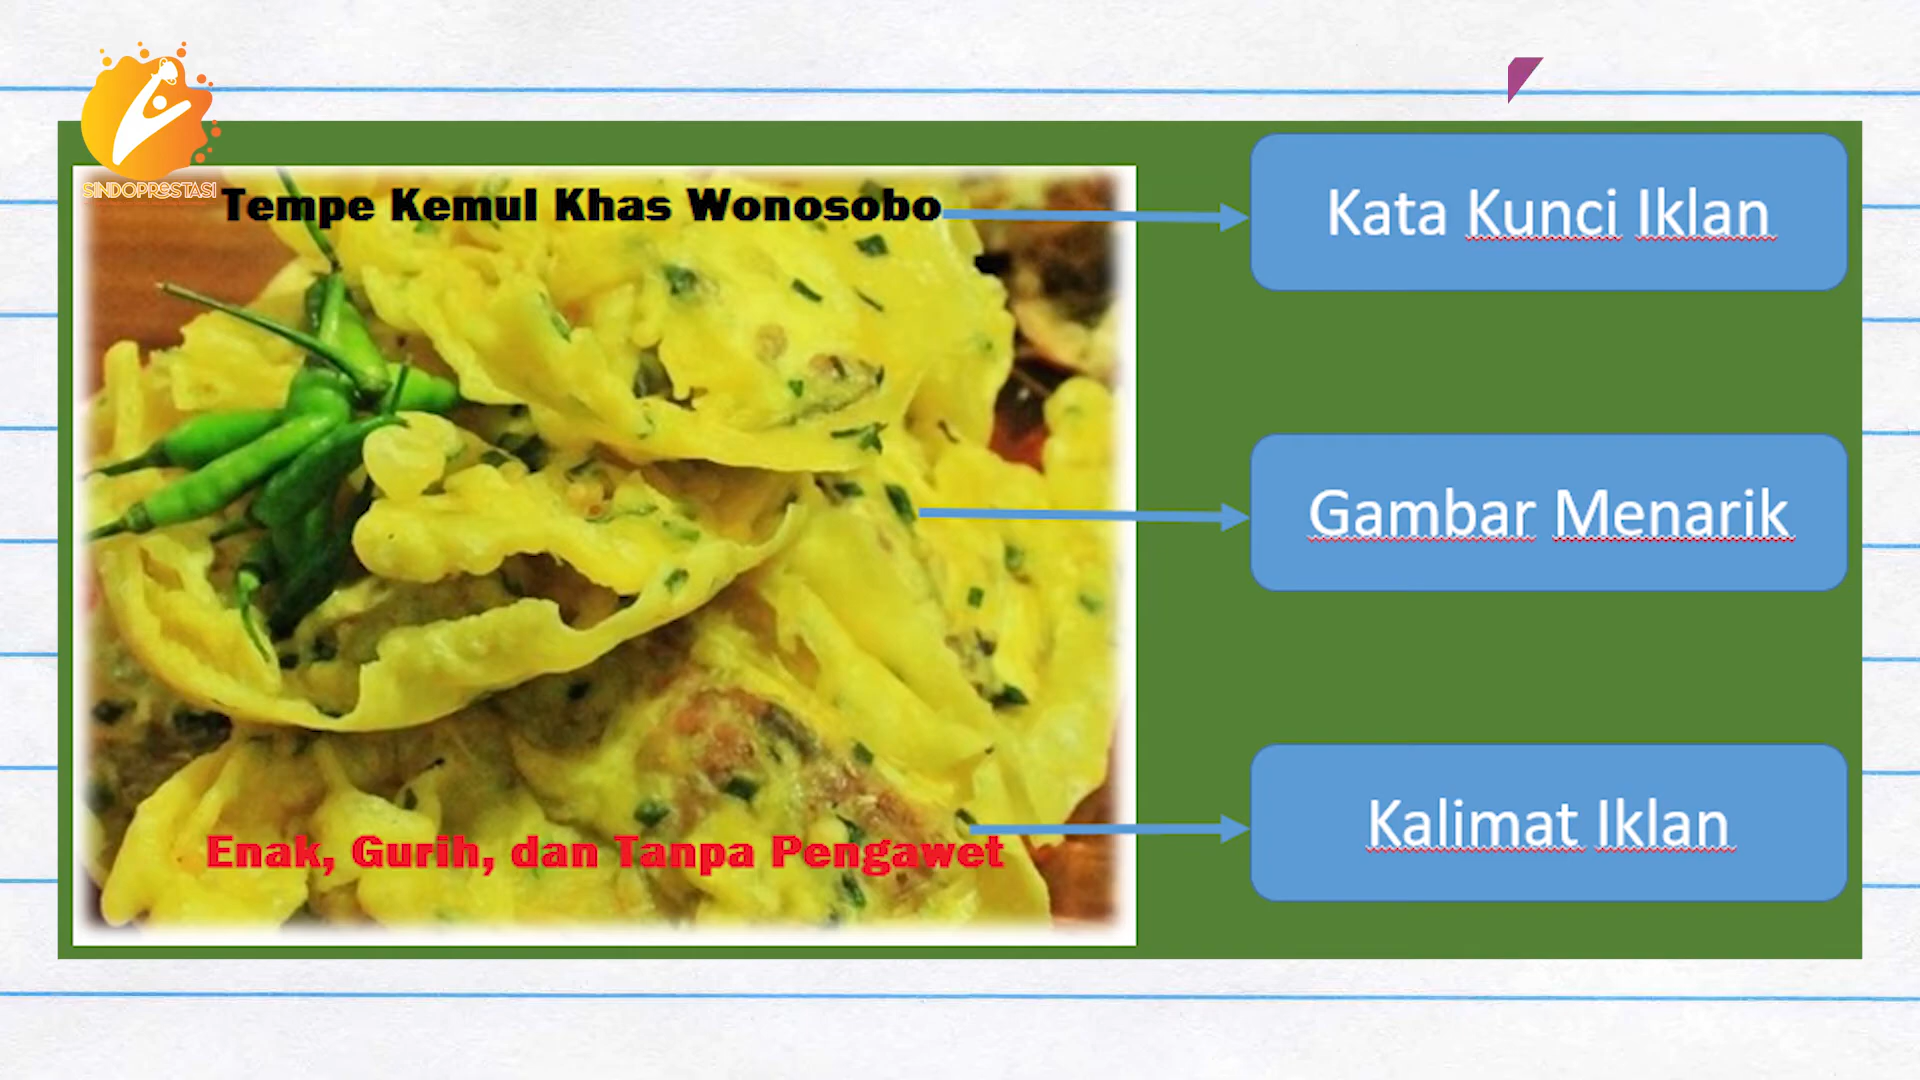 SINDOPRESTASI
Tempe Kemul Khas Wonosobo
Kata Kunci Iklan
Gambar Menarik
Enak, Gurih, dan Tanpa Pengawet
Kalimat Iklan